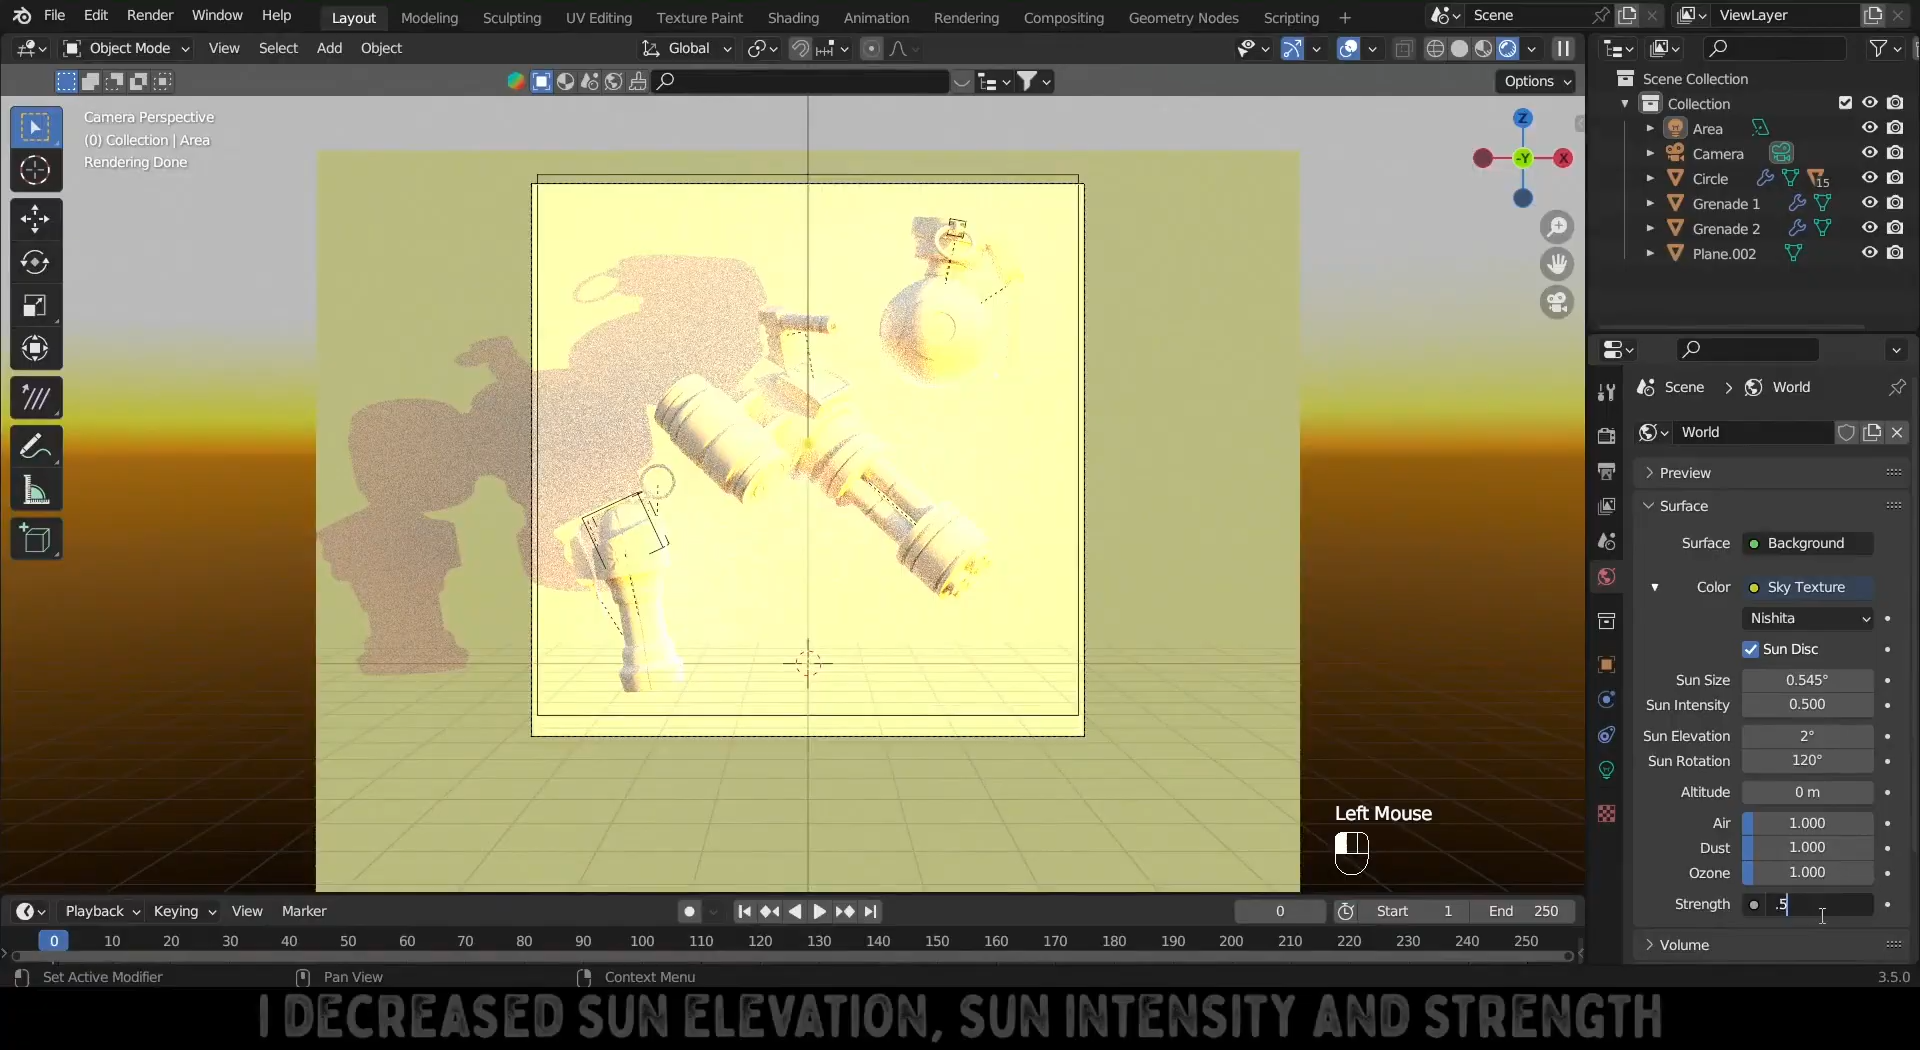 File Edit Render Window Help Layout Modeling Sculpting UV Editing Texture Paint Shading Animation Rendering Compositing Geometry Nodes Scripting + Scene ViewLayer
Object Mode View Select Add Object Global
Options
Camera Perspective
(0) Collection | Area
Rendering Done
Z
-Y
X
Scene Collection
Collection
Area
Camera
Circle 15
Grenade 1
Grenade 2
Plane.002
Scene > World
World
Preview
Surface
Surface Background
Color Sky Texture
Nishita
Sun Disc
Sun Size 0.545°
Sun Intensity 0.500
Sun Elevation 2°
Sun Rotation 120°
Altitude 0 m
Air 1.000
Dust 1.000
Ozone 1.000
Strength .5
Volume
Left Mouse
Playback Keying View Marker 0 Start 1 End 250
0 10 20 30 40 50 60 70 80 90 100 110 120 130 140 150 160 170 180 190 200 210 220 230 240 250
Set Active Modifier Pan View Context Menu 3.5.0
I DECREASED SUN ELEVATION, SUN INTENSITY AND STRENGTH